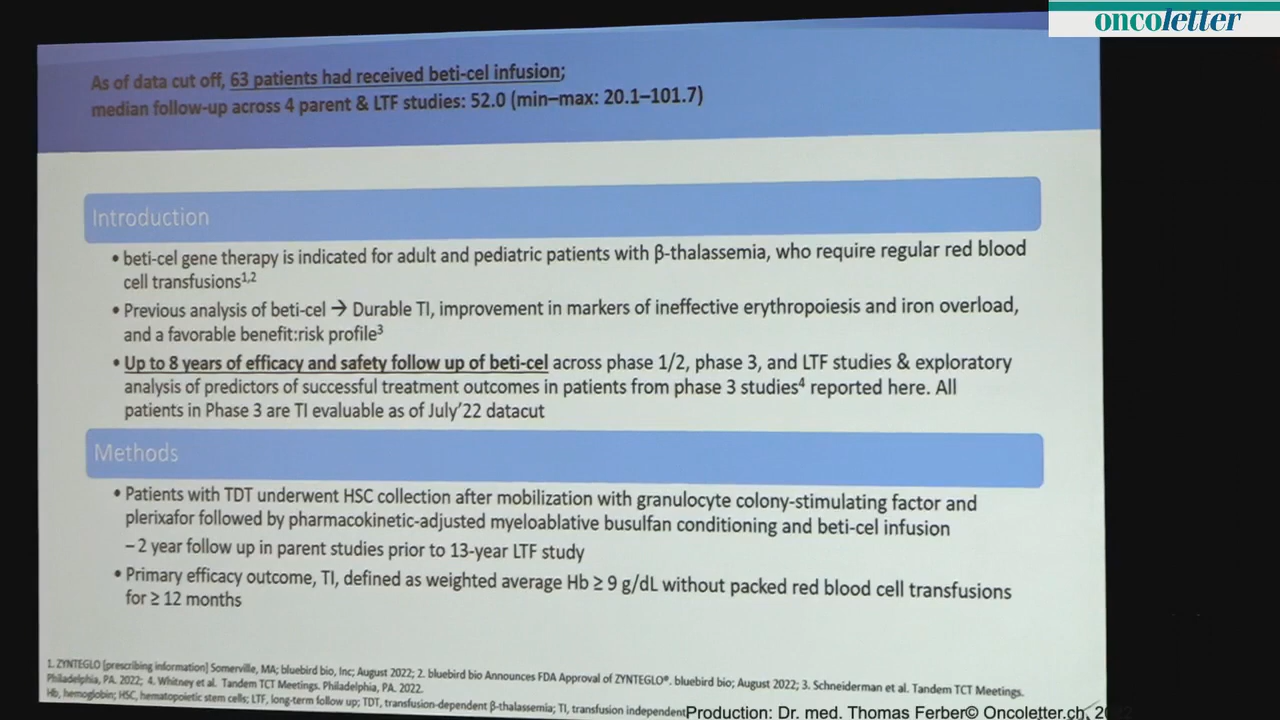 oncoletter
As of data cut off, 63 patients had received beti-cel infusion;
median follow-up across 4 parent & LTF studies: 52.0 (min–max: 20.1–101.7)
Introduction
• beti-cel gene therapy is indicated for adult and pediatric patients with β-thalassemia, who require regular red blood
cell transfusions1,2
• Previous analysis of beti-cel → Durable TI, improvement in markers of ineffective erythropoiesis and iron overload,
and a favorable benefit:risk profile3
• Up to 8 years of efficacy and safety follow up of beti-cel across phase 1/2, phase 3, and LTF studies & exploratory
analysis of predictors of successful treatment outcomes in patients from phase 3 studies4 reported here. All
patients in Phase 3 are TI evaluable as of July'22 datacut
Methods
• Patients with TDT underwent HSC collection after mobilization with granulocyte colony-stimulating factor and
plerixafor followed by pharmacokinetic-adjusted myeloablative busulfan conditioning and beti-cel infusion
– 2 year follow up in parent studies prior to 13-year LTF study
• Primary efficacy outcome, TI, defined as weighted average Hb ≥ 9 g/dL without packed red blood cell transfusions
for ≥ 12 months
1. ZYNTEGLO [prescribing information] Somerville, MA; bluebird bio, Inc; August 2022; 2. bluebird bio Announces FDA Approval of ZYNTEGLO®. bluebird bio; August 2022; 3. Schneiderman et al. Tandem TCT Meetings.
Philadelphia, PA. 2022; 4. Whitney et al. Tandem TCT Meetings. Philadelphia, PA. 2022.
Hb, hemoglobin; HSC, hematopoietic stem cells; LTF, long-term follow up; TDT, transfusion-dependent β-thalassemia; TI, transfusion independent
Production: Dr. med. Thomas Ferber© Oncoletter.ch,